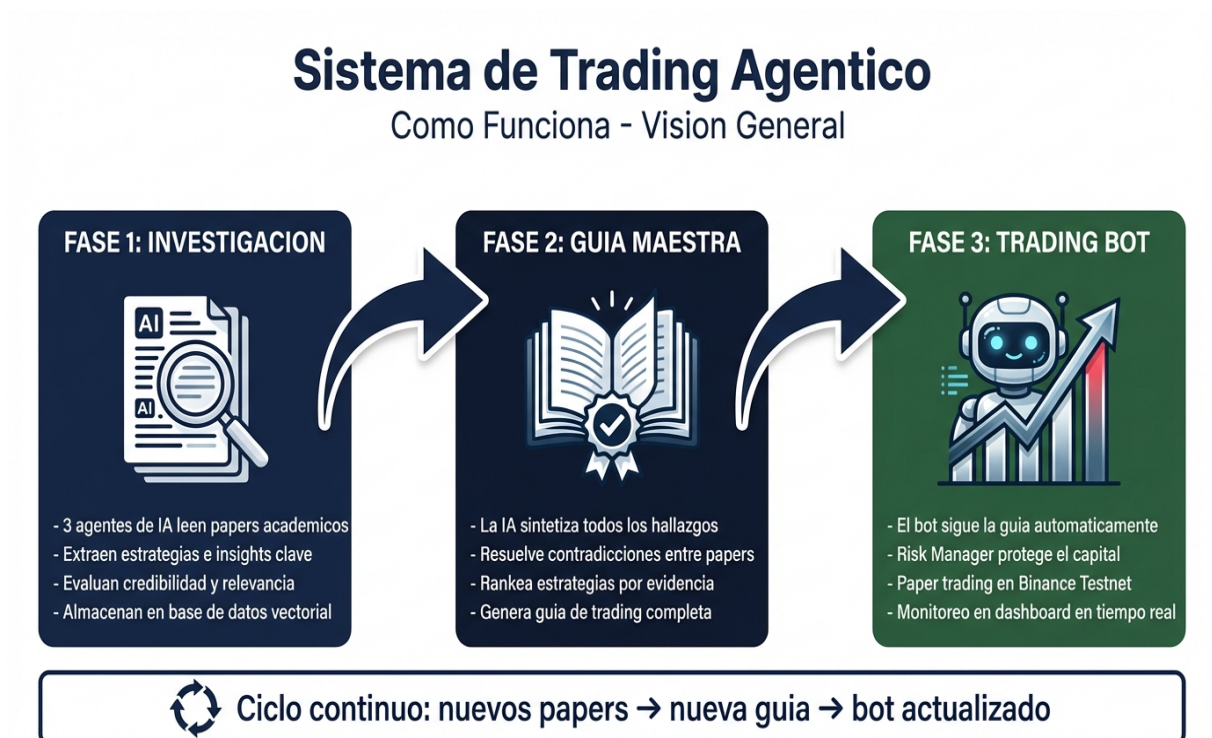 Sistema de Trading Agentico
Como Funciona - Vision General
FASE 1: INVESTIGACION
AI
AI
- 3 agentes de IA leen papers academicos
- Extraen estrategias e insights clave
- Evaluan credibilidad y relevancia
- Almacenan en base de datos vectorial
FASE 2: GUIA MAESTRA
- La IA sintetiza todos los hallazgos
- Resuelve contradicciones entre papers
- Rankea estrategias por evidencia
- Genera guia de trading completa
FASE 3: TRADING BOT
- El bot sigue la guia automaticamente
- Risk Manager protege el capital
- Paper trading en Binance Testnet
- Monitoreo en dashboard en tiempo real
Ciclo continuo: nuevos papers → nueva guia → bot actualizado